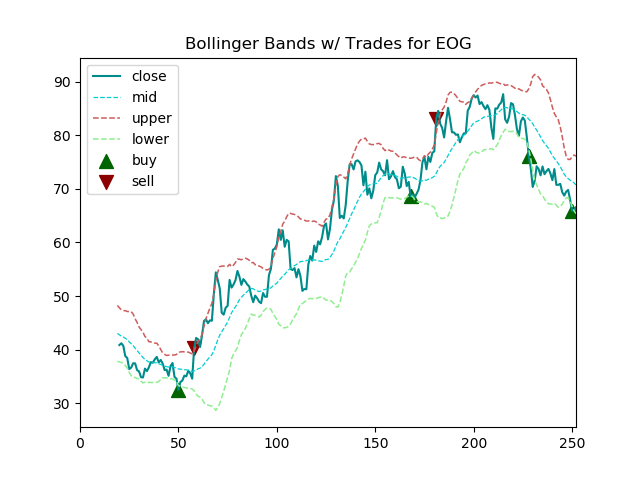 Bollinger Bands w/ Trades for EOG
close
mid
upper
lower
buy
sell
90
80
70
60
50
40
30
0 50 100 150 200 250